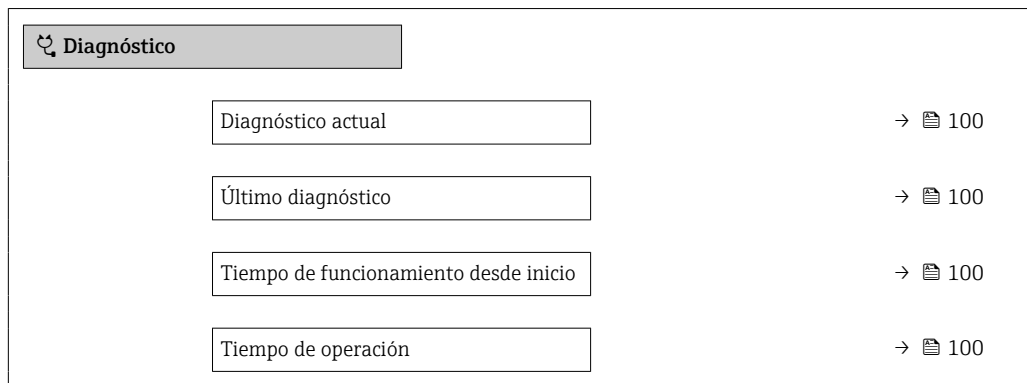 Diagnóstico
Diagnóstico actual → 100
Último diagnóstico → 100
Tiempo de funcionamiento desde inicio → 100
Tiempo de operación → 100